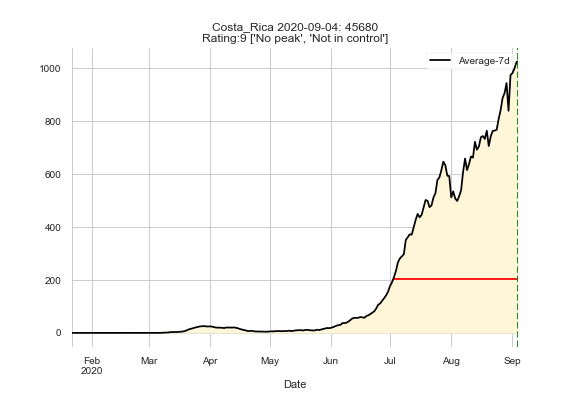 Costa_Rica 2020-09-04: 45680
Rating:9 ['No peak', 'Not in control']
Average-7d
1000
800
600
400
200
0
Feb Mar Apr May Jun Jul Aug Sep
2020
Date